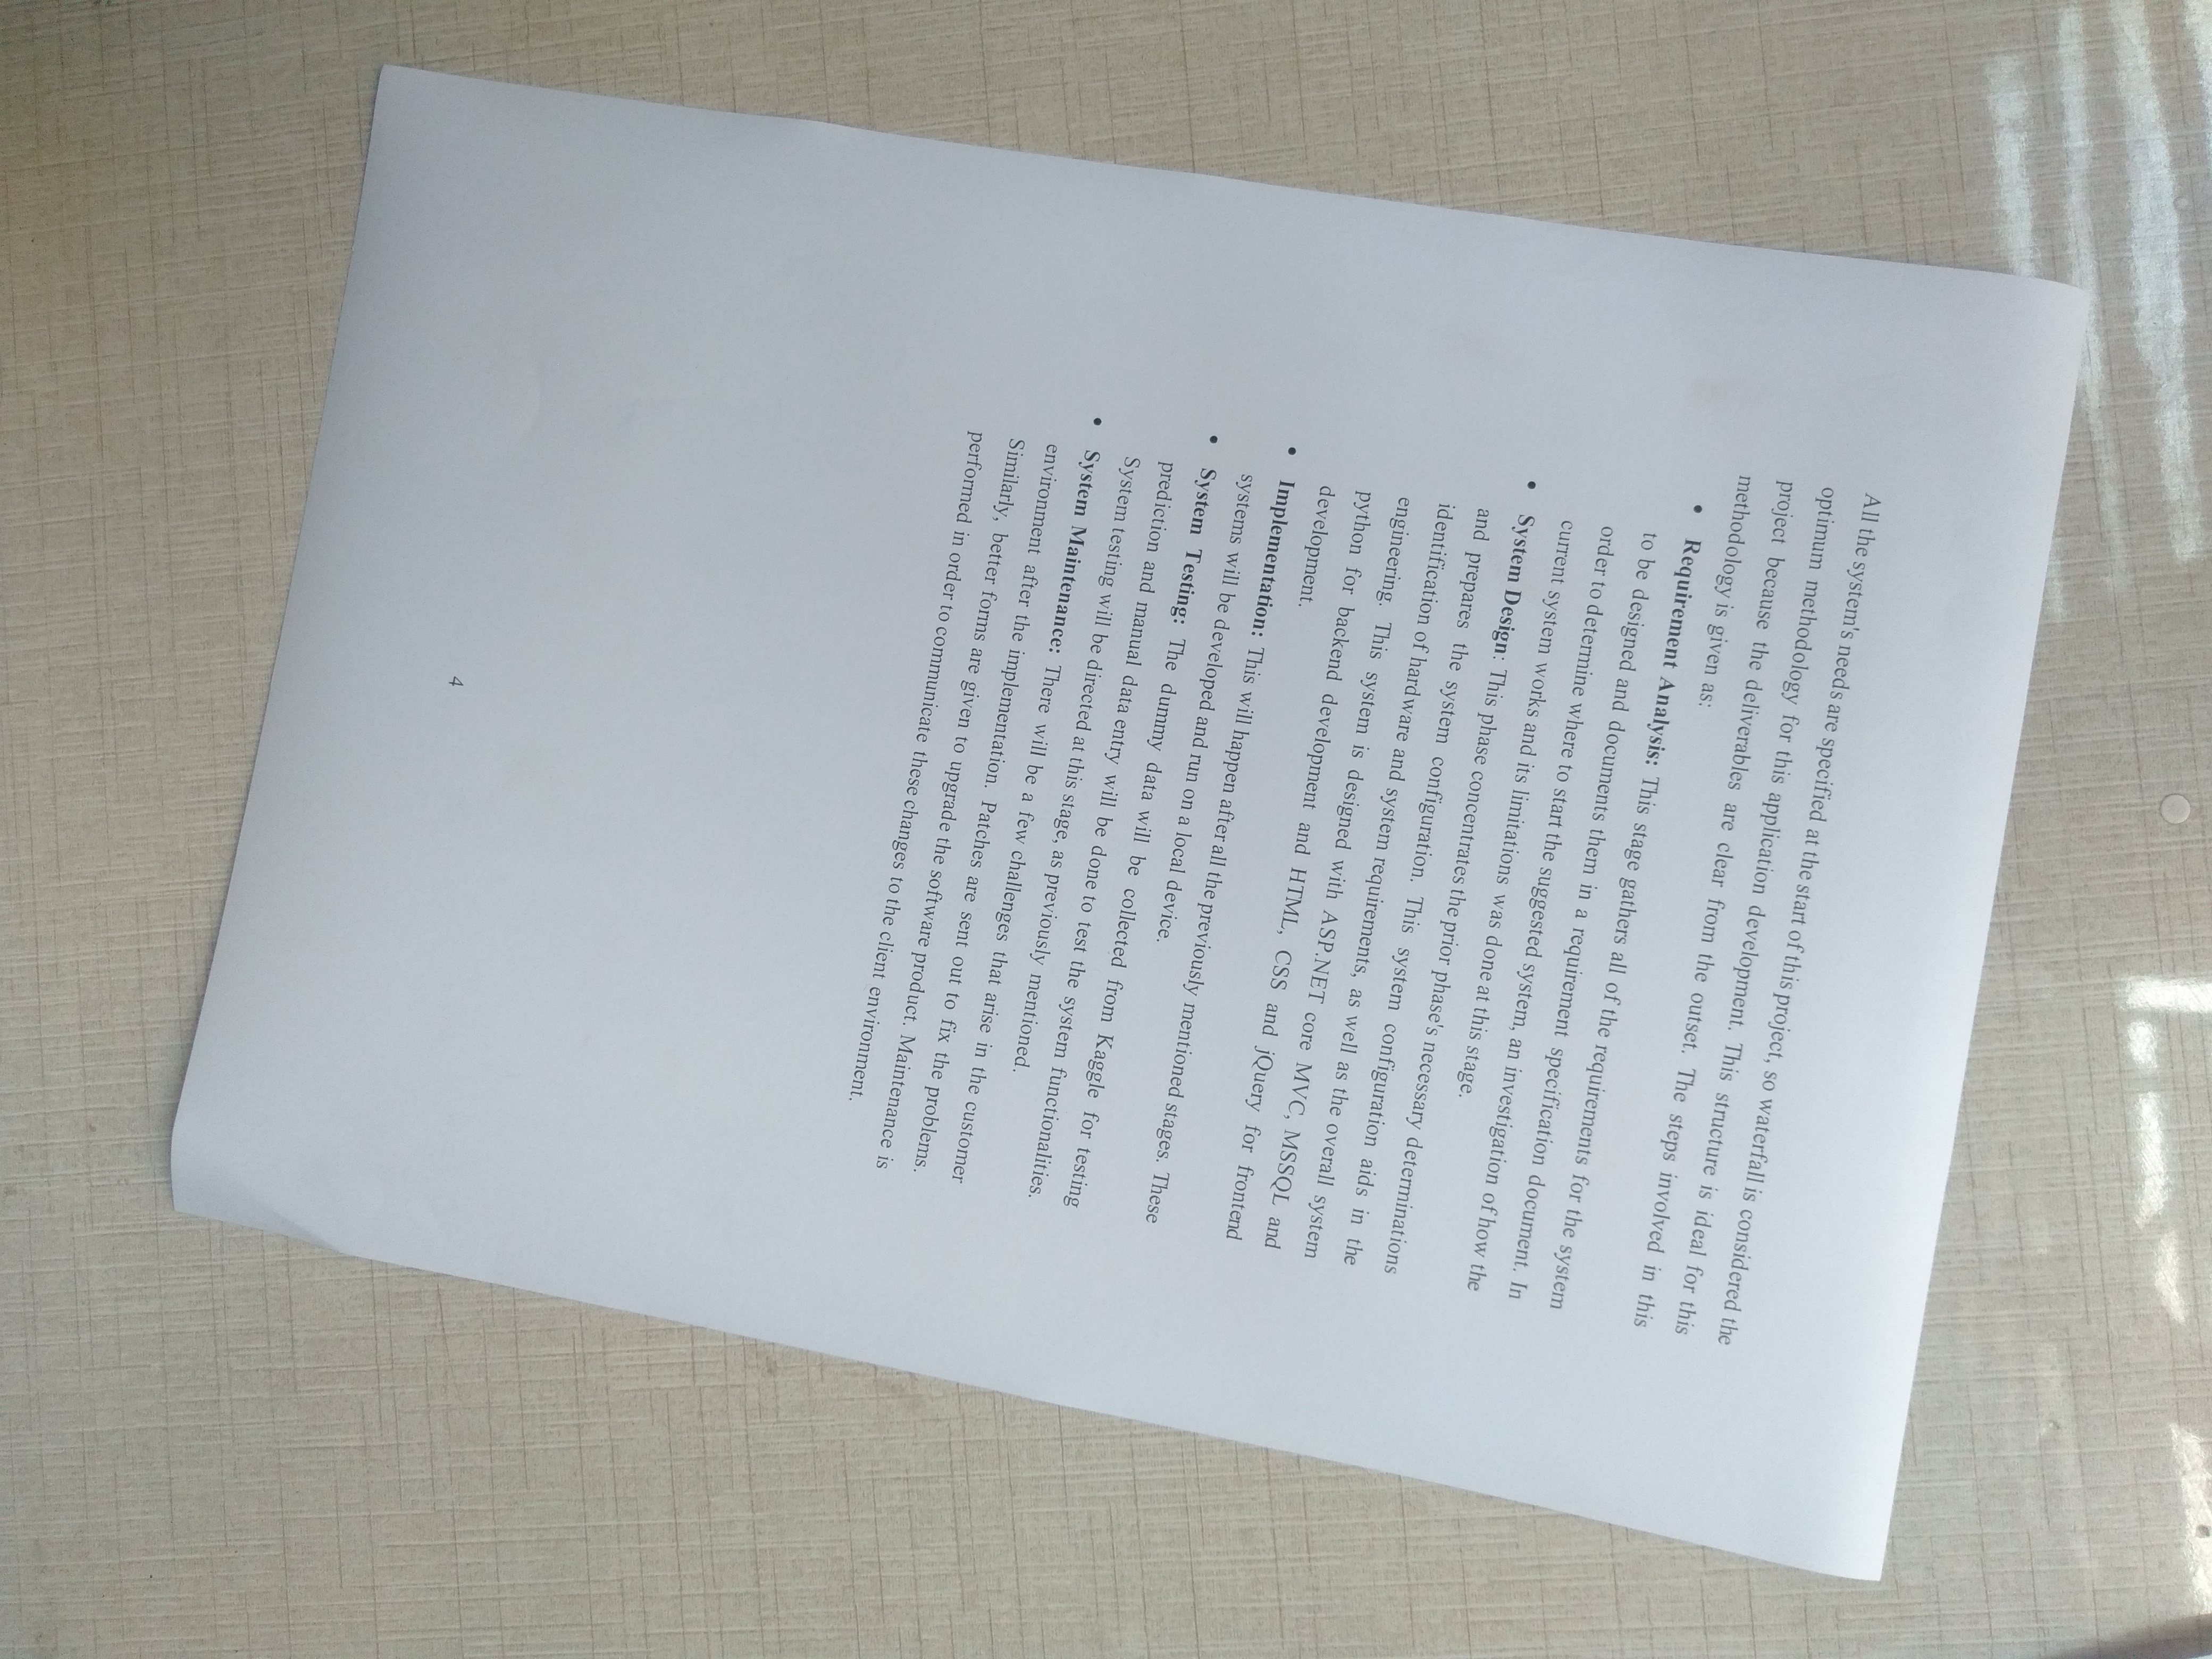 All the system's needs are specified at the start of this project, so waterfall is considered the
optimum methodology for this application development. This structure is ideal for this
project because the deliverables are clear from the outset. The steps involved in this
methodology is given as:
• Requirement Analysis: This stage gathers all of the requirements for the system
to be designed and documents them in a requirement specification document. In
order to determine where to start the suggested system, an investigation of how the
current system works and its limitations was done at this stage.
• System Design: This phase concentrates the prior phase's necessary determinations
and prepares the system configuration. This system configuration aids in the
identification of hardware and system requirements, as well as the overall system
engineering. This system is designed with ASP.NET core MVC, MSSQL and
python for backend development and HTML, CSS and jQuery for frontend
development.
• Implementation: This will happen after all the previously mentioned stages. These
systems will be developed and run on a local device.
• System Testing: The dummy data will be collected from Kaggle for testing
prediction and manual data entry will be done to test the system functionalities.
System testing will be directed at this stage, as previously mentioned.
• System Maintenance: There will be a few challenges that arise in the customer
environment after the implementation. Patches are sent out to fix the problems.
Similarly, better forms are given to upgrade the software product. Maintenance is
performed in order to communicate these changes to the client environment.
4